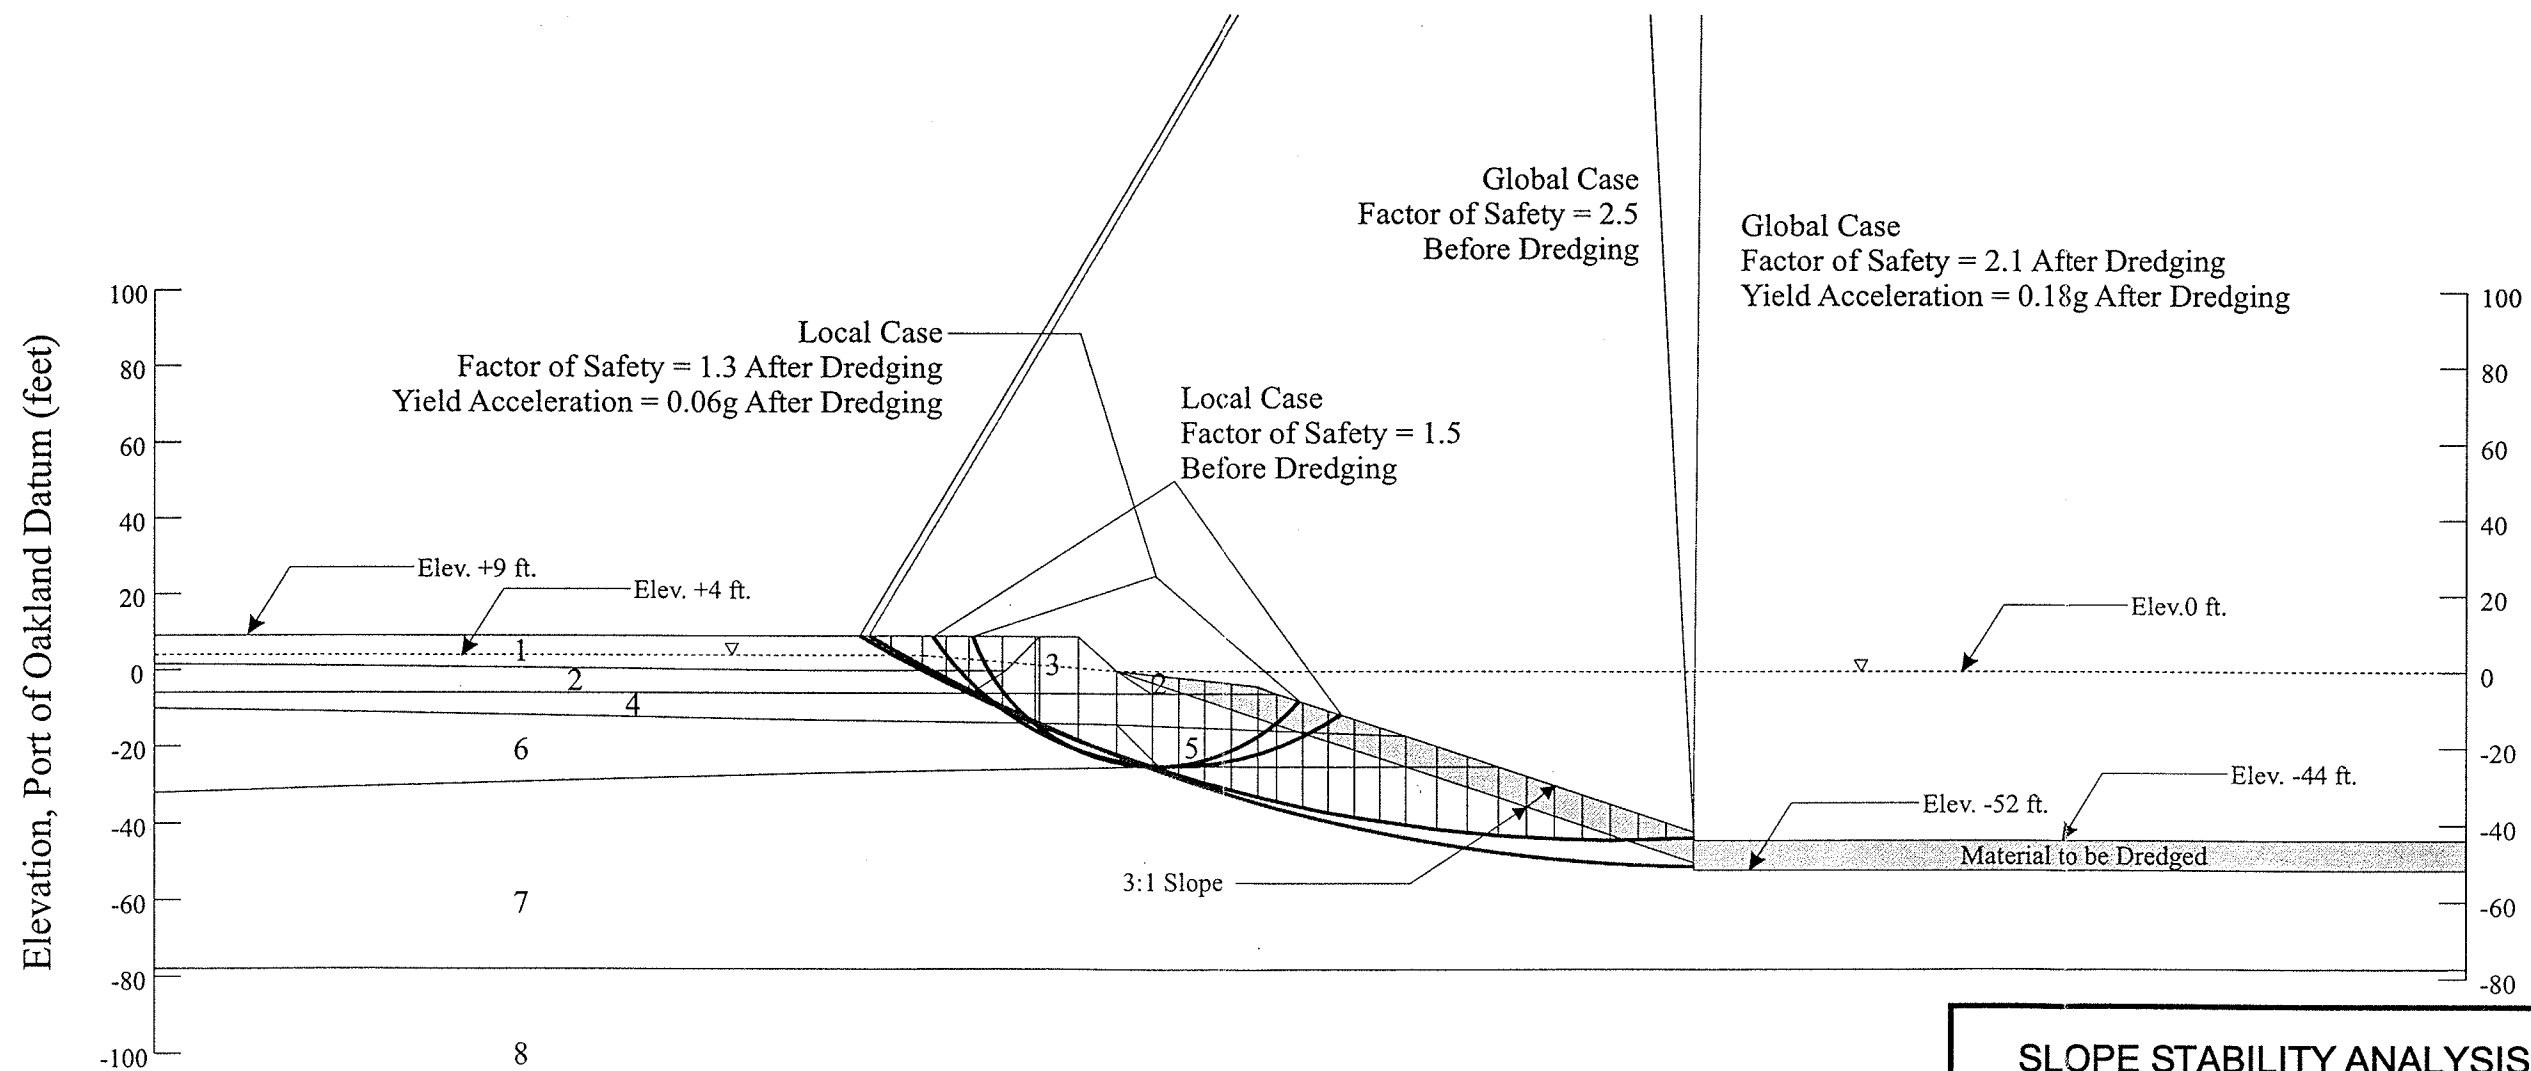 Global Case
Factor of Safety = 2.5
Before Dredging
Global Case
Factor of Safety = 2.1 After Dredging
Yield Acceleration = 0.18g After Dredging
Local Case
Factor of Safety = 1.3 After Dredging
Yield Acceleration = 0.06g After Dredging
Local Case
Factor of Safety = 1.5
Before Dredging
Elevation, Port of Oakland Datum (feet)
100
80
60
40
20
0
-20
-40
-60
-80
-100
Elev. +9 ft.
Elev. +4 ft.
Elev.0 ft.
1
2
4
3
2
5
6
7
8
Elev. -44 ft.
Elev. -52 ft.
Material to be Dredged
3:1 Slope
100
80
60
40
20
0
-20
-40
-60
-80
SLOPE STABILITY ANALYSIS